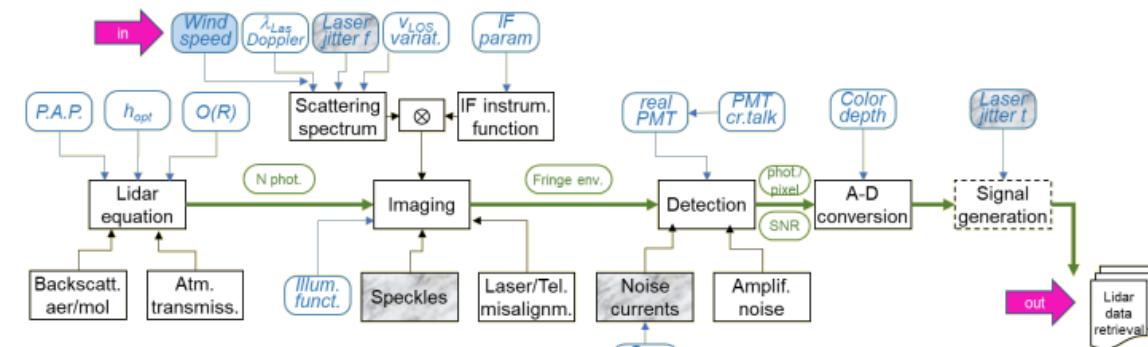 in
Wind
speed
λLas
Doppler
Laser
jitter f
vLOS
variat.
IF
param
P.A.P.
hopt
O(R)
Scattering
spectrum
⊗
IF instrum.
function
real
PMT
PMT
cr.talk
Color
depth
Laser
jitter t
Lidar
equation
N phot.
Imaging
Fringe env.
Detection
phot./
pixel
SNR
A-D
conversion
Signal
generation
Backscatt.
aer/mol
Atm.
transmiss.
Illum.
funct.
Speckles
Laser/Tel.
misalignm.
Noise
currents
Amplif.
noise
out
Lidar
data
retrieval